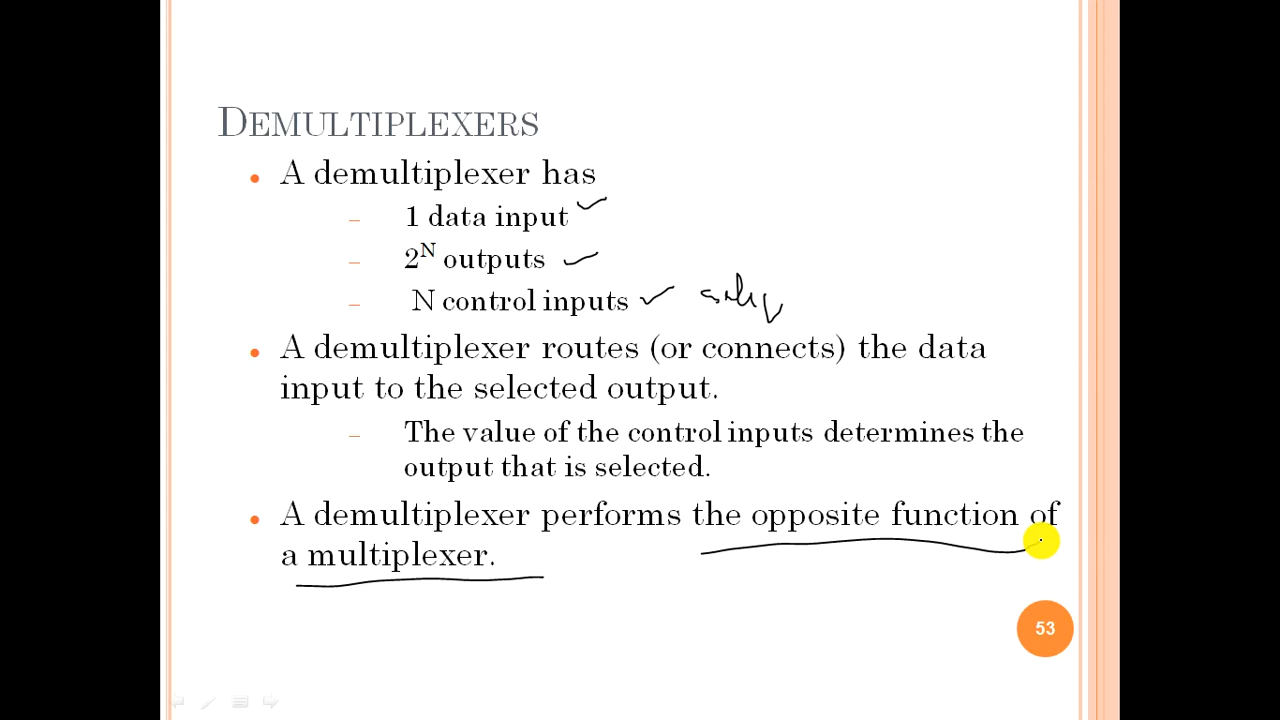 DEMULTIPLEXERS
• A demultiplexer has
– 1 data input
– 2^N outputs
– N control inputs
• A demultiplexer routes (or connects) the data
input to the selected output.
– The value of the control inputs determines the
output that is selected.
• A demultiplexer performs the opposite function of
a multiplexer.
53